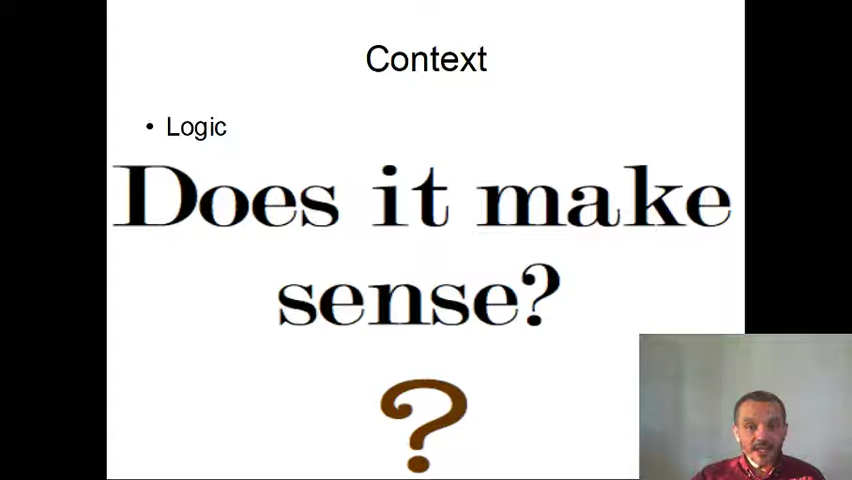 Context
• Logic
Does it make
sense?
?